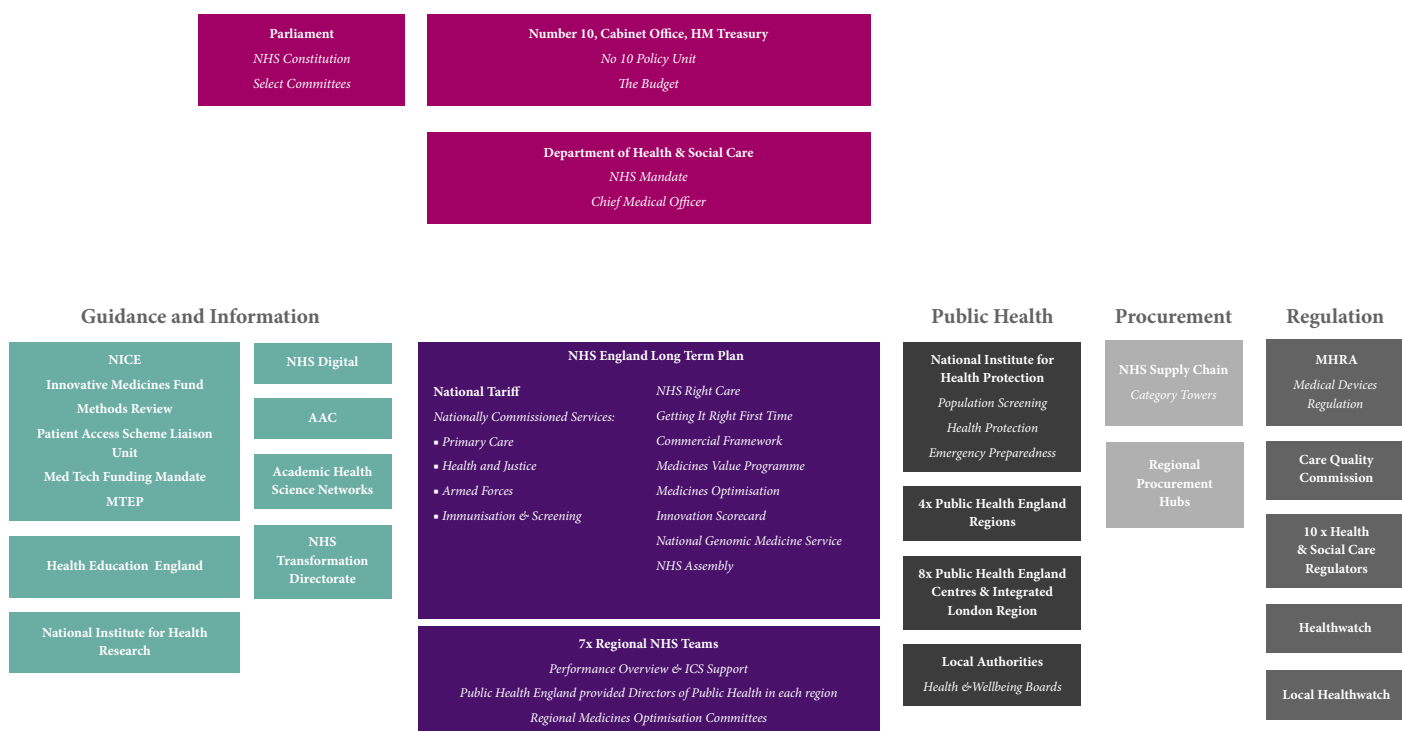 Parliament
NHS Constitution
Select Committees
Number 10, Cabinet Office, HM Treasury
No 10 Policy Unit
The Budget
Department of Health & Social Care
NHS Mandate
Chief Medical Officer
Guidance and Information
NICE
Innovative Medicines Fund
Methods Review
Patient Access Scheme Liaison
Unit
Med Tech Funding Mandate
MTEP
Health Education England
National Institute for Health
Research
NHS Digital
AAC
Academic Health
Science Networks
NHS
Transformation
Directorate
NHS England Long Term Plan
National Tariff
Nationally Commissioned Services:
▪ Primary Care
▪ Health and Justice
▪ Armed Forces
▪ Immunisation & Screening
NHS Right Care
Getting It Right First Time
Commercial Framework
Medicines Value Programme
Medicines Optimisation
Innovation Scorecard
National Genomic Medicine Service
NHS Assembly
7x Regional NHS Teams
Performance Overview & ICS Support
Public Health England provided Directors of Public Health in each region
Regional Medicines Optimisation Committees
Public Health
National Institute for
Health Protection
Population Screening
Health Protection
Emergency Preparedness
4x Public Health England
Regions
8x Public Health England
Centres & Integrated
London Region
Local Authorities
Health &Wellbeing Boards
Procurement
NHS Supply Chain
Category Towers
Regional
Procurement
Hubs
Regulation
MHRA
Medical Devices
Regulation
Care Quality
Commission
10 x Health
& Social Care
Regulators
Healthwatch
Local Healthwatch